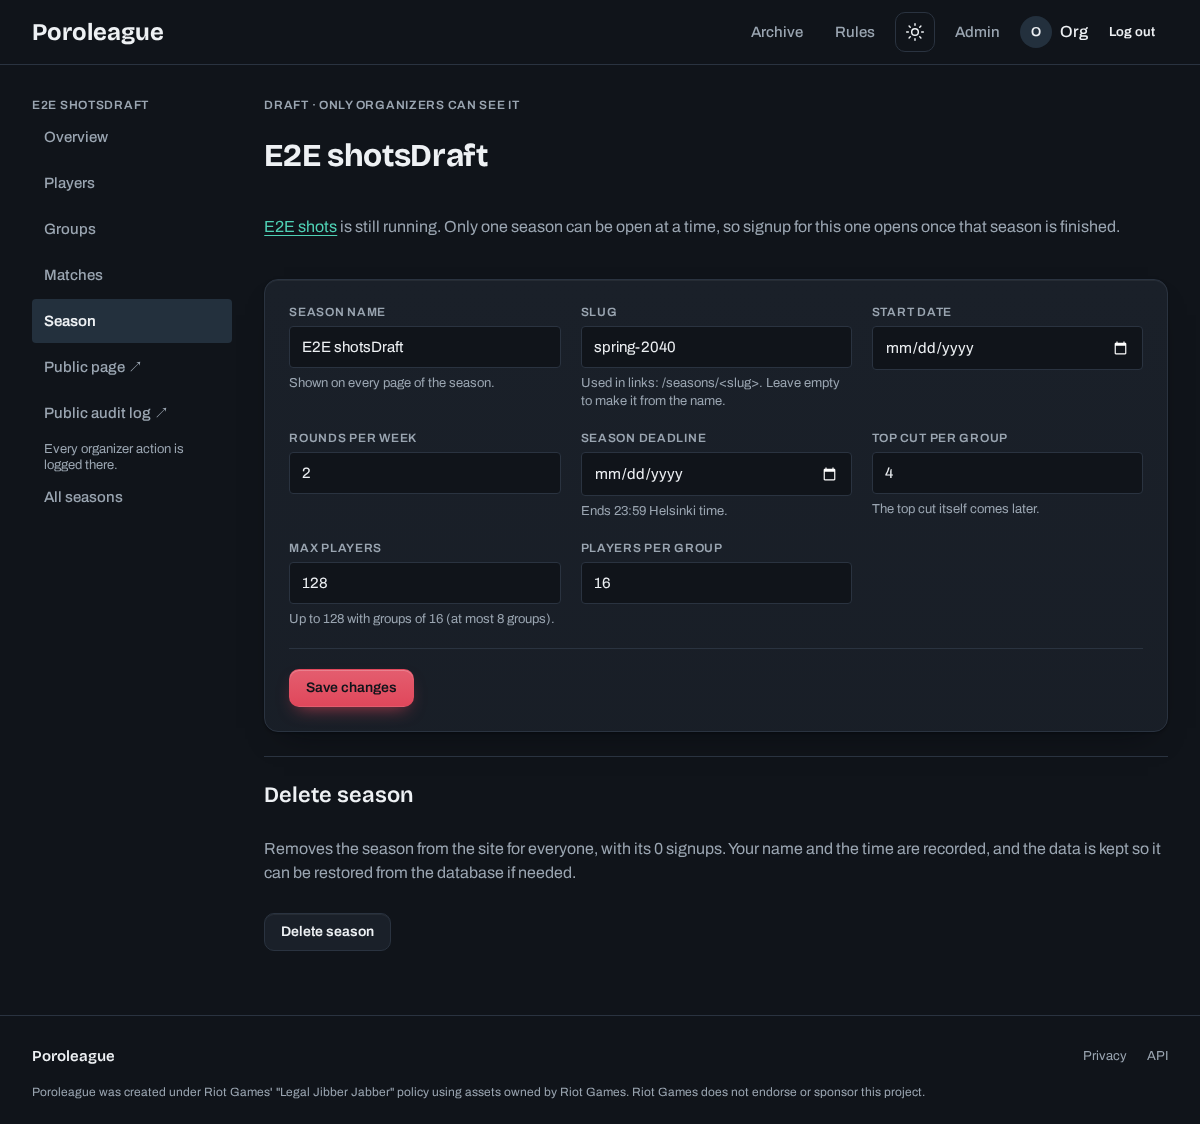 Poroleague
Archive
Rules
Admin
O
Org
Log out
E2E SHOTSDRAFT
Overview
Players
Groups
Matches
Season
Public page ↗
Public audit log ↗
Every organizer action is
logged there.
All seasons
DRAFT · ONLY ORGANIZERS CAN SEE IT
E2E shotsDraft
E2E shots is still running. Only one season can be open at a time, so signup for this one opens once that season is finished.
SEASON NAME
E2E shotsDraft
Shown on every page of the season.
SLUG
spring-2040
Used in links: /seasons/<slug>. Leave empty
to make it from the name.
START DATE
mm/dd/yyyy
ROUNDS PER WEEK
2
SEASON DEADLINE
mm/dd/yyyy
Ends 23:59 Helsinki time.
TOP CUT PER GROUP
4
The top cut itself comes later.
MAX PLAYERS
128
Up to 128 with groups of 16 (at most 8 groups).
PLAYERS PER GROUP
16
Save changes
Delete season
Removes the season from the site for everyone, with its 0 signups. Your name and the time are recorded, and the data is kept so it
can be restored from the database if needed.
Delete season
Poroleague
Privacy
API
Poroleague was created under Riot Games' "Legal Jibber Jabber" policy using assets owned by Riot Games. Riot Games does not endorse or sponsor this project.